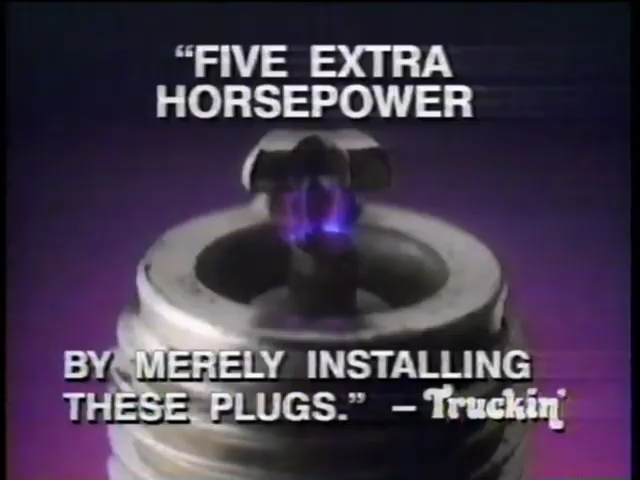 “FIVE EXTRA
HORSEPOWER
BY MERELY INSTALLING
THESE PLUGS.” – Truckin'